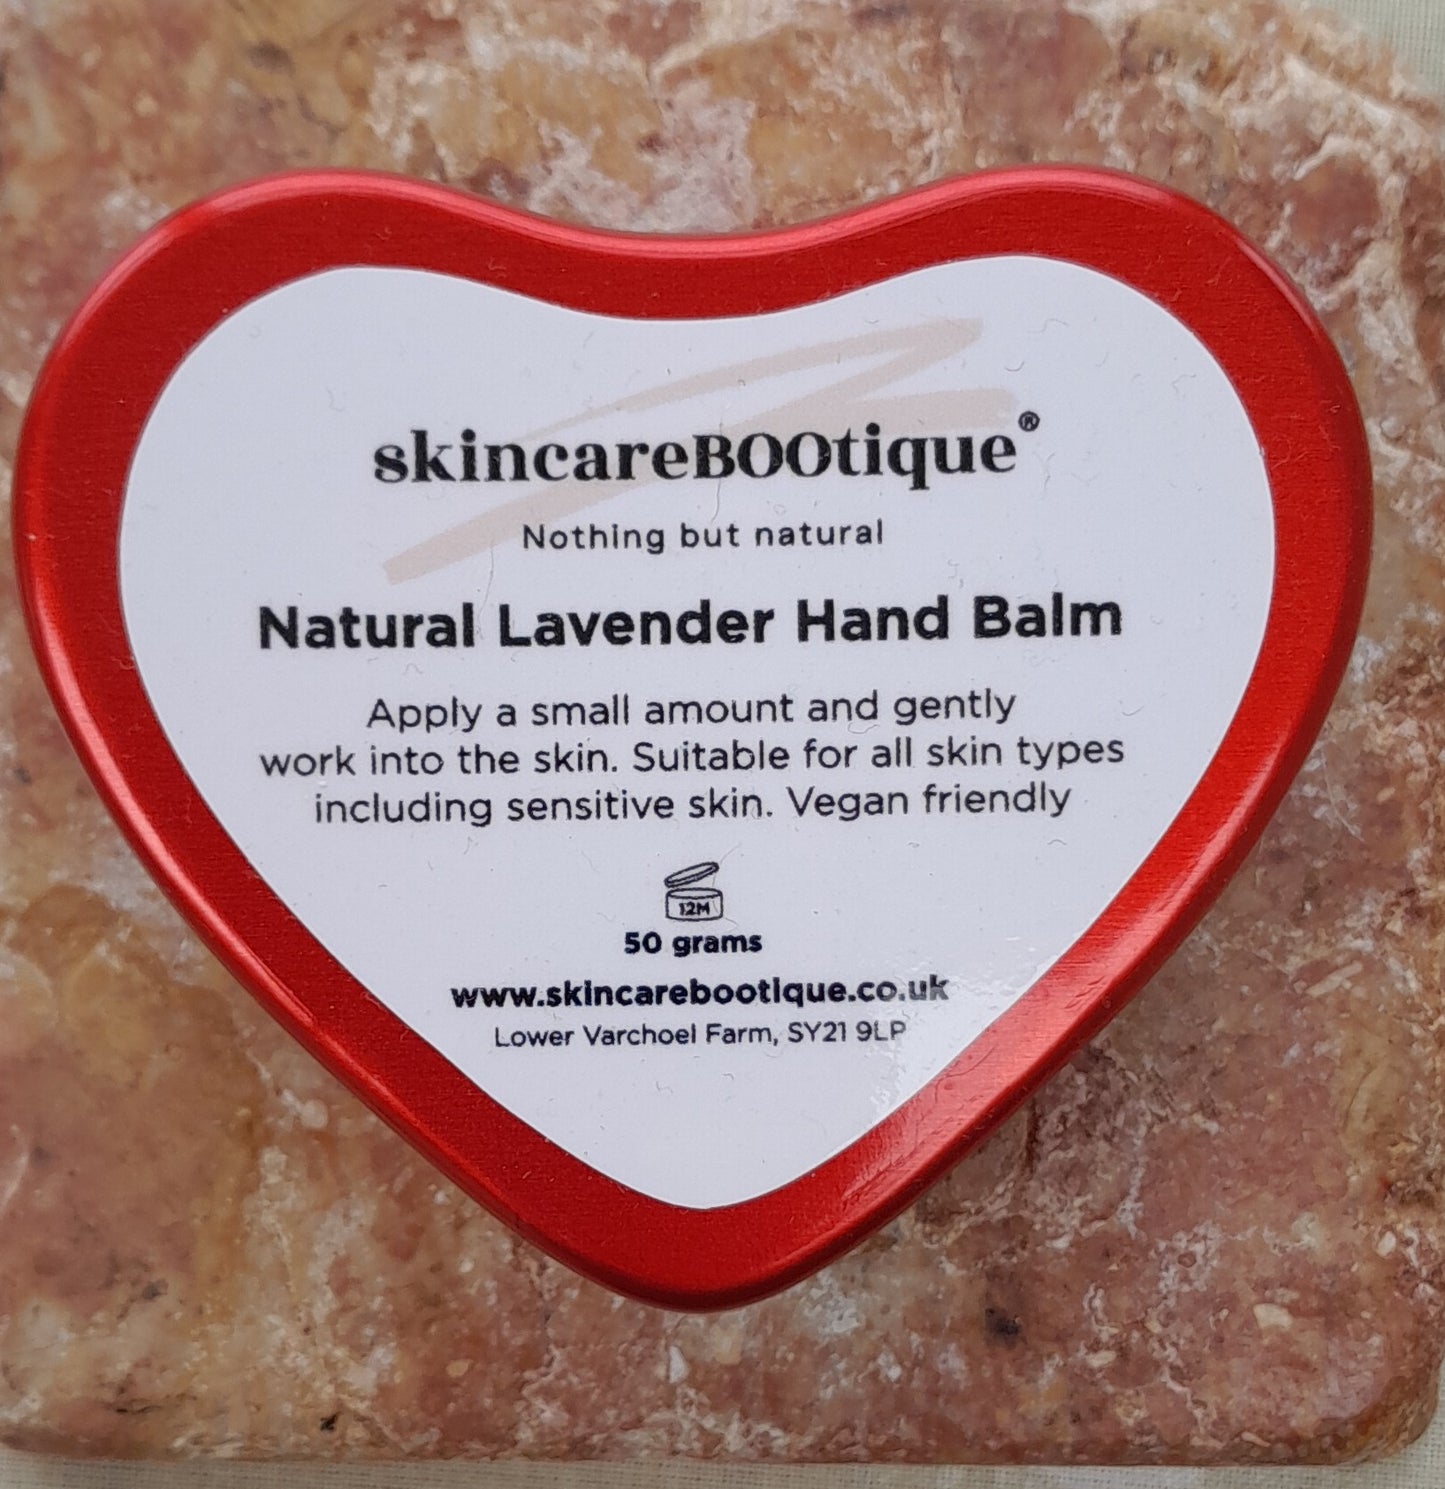 skincareBOOtique®
Nothing but natural
Natural Lavender Hand Balm
Apply a small amount and gently
work into the skin. Suitable for all skin types
including sensitive skin. Vegan friendly
12M
50 grams
www.skincarebootique.co.uk
Lower Varchoel Farm, SY21 9LP